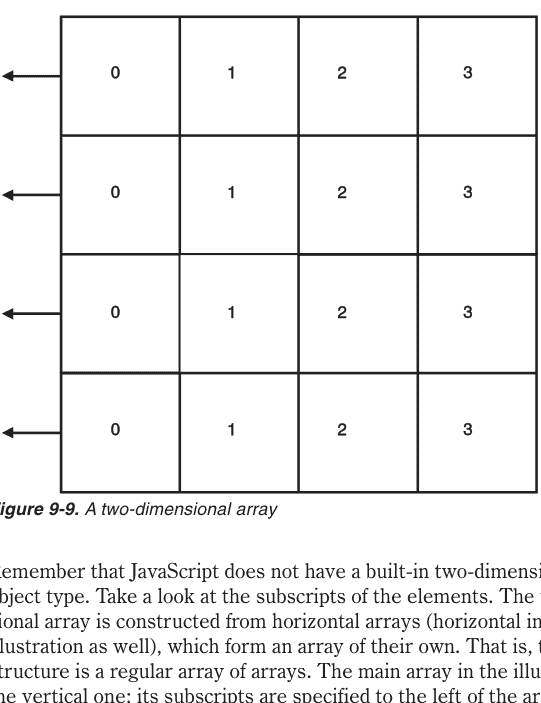 0 1 2 3
0 1 2 3
0 1 2 3
0 1 2 3
igure 9-9. A two-dimensional array
emember that JavaScript does not have a built-in two-dimensi
bject type. Take a look at the subscripts of the elements. The
ional array is constructed from horizontal arrays (horizontal in
llustration as well), which form an array of their own. That is, t
tructure is a regular array of arrays. The main array in the illu
he vertical one; its subscripts are specified to the left of the ar